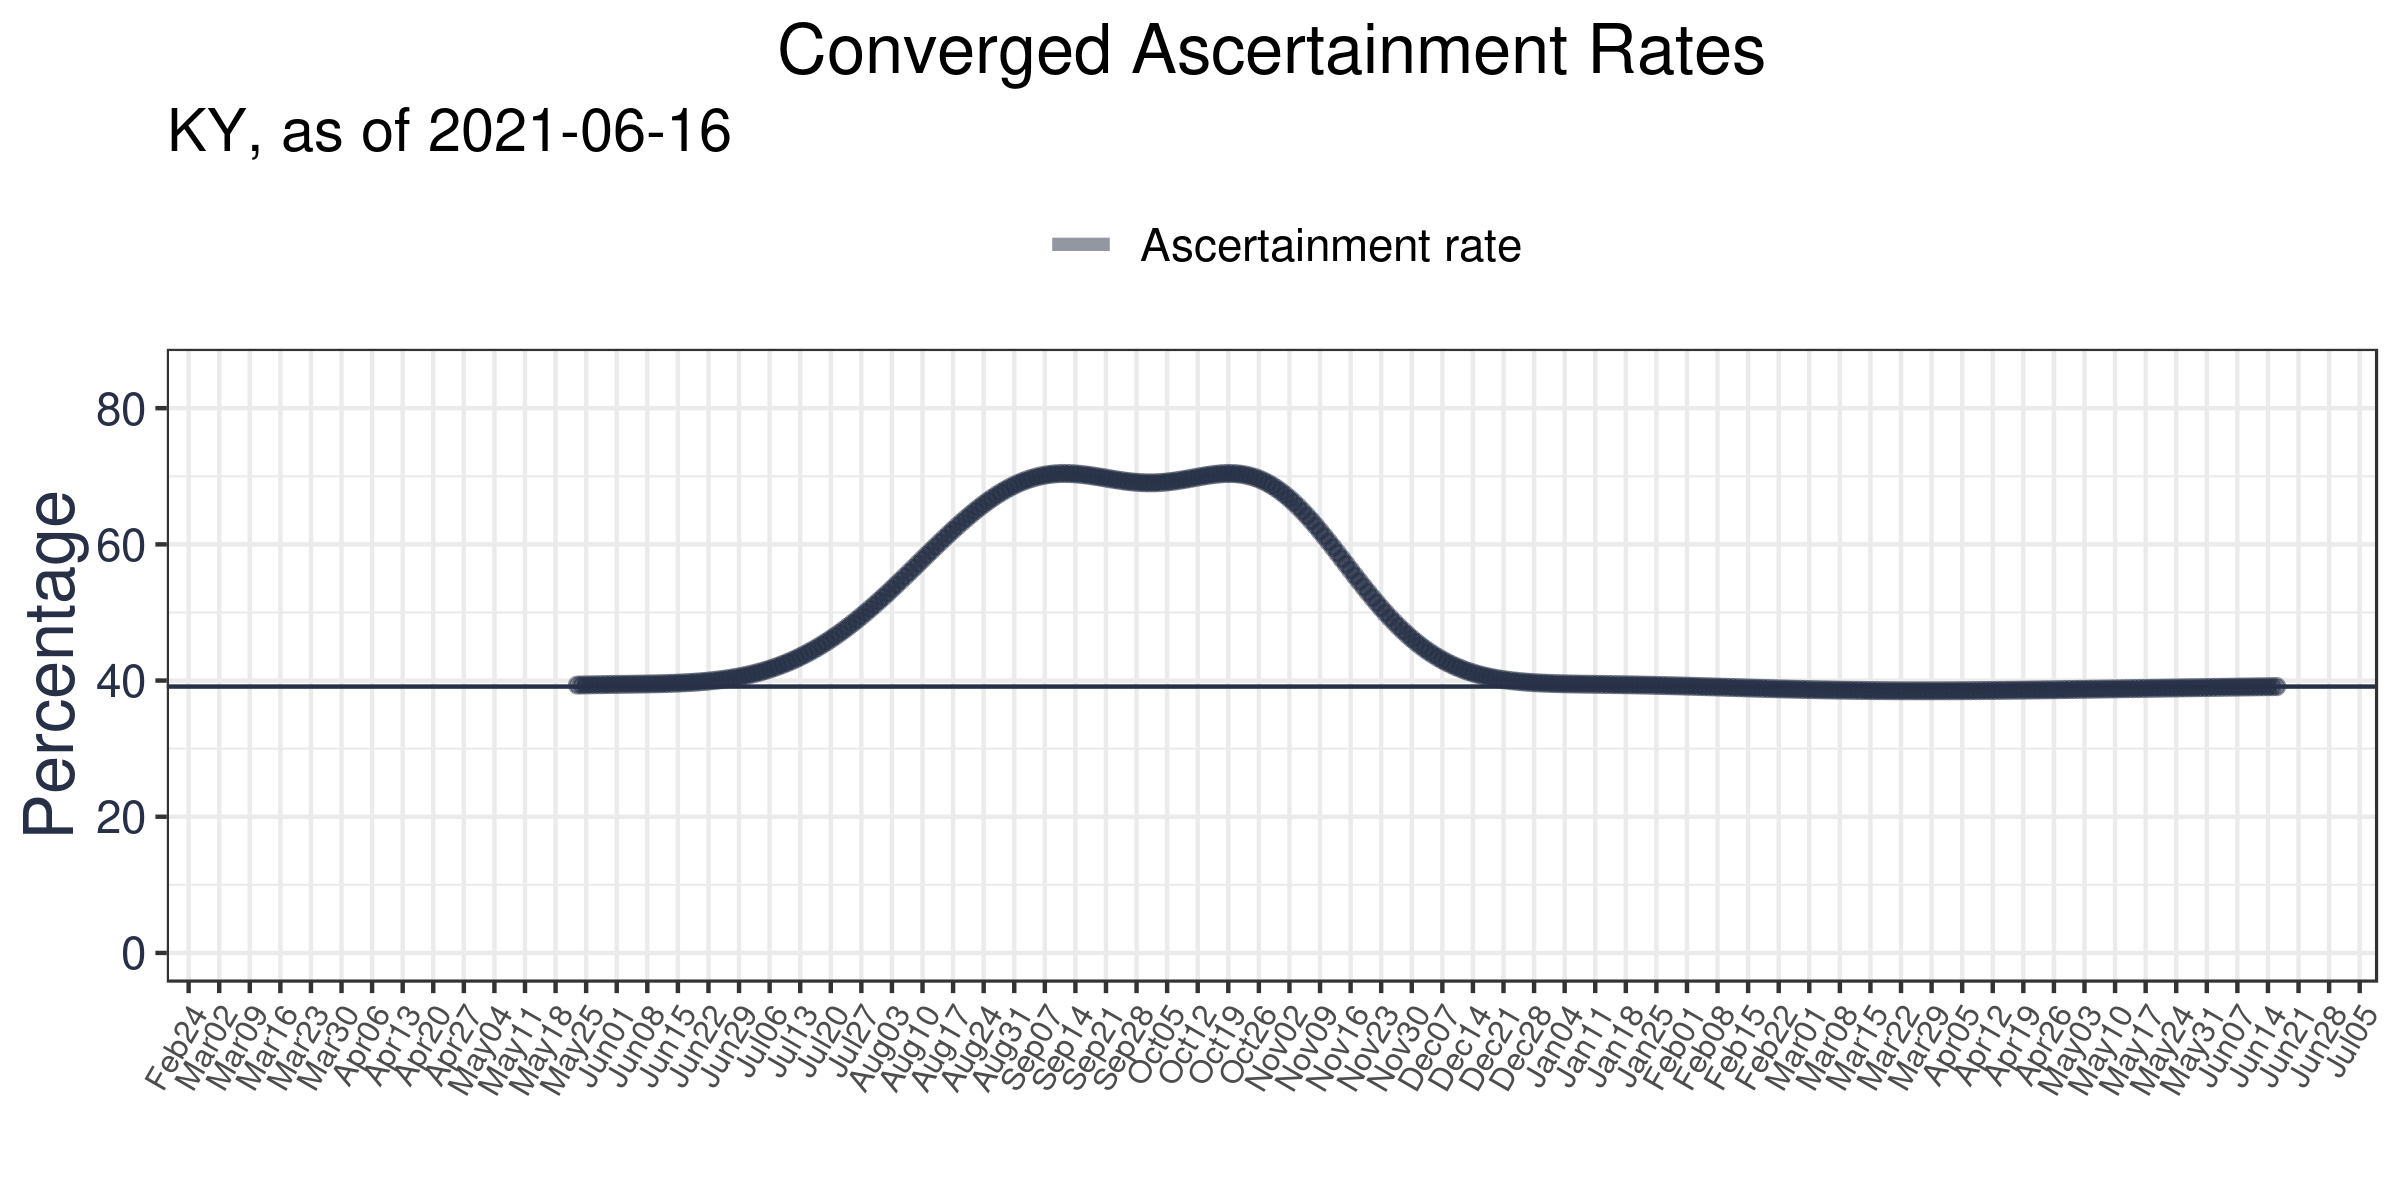 Converged Ascertainment Rates
KY, as of 2021-06-16
Ascertainment rate
Percentage
80
60
40
20
0
Feb24 Mar02 Mar09 Mar16 Mar23 Mar30 Apr06 Apr13 Apr20 Apr27 May04 May11 May18 May25 Jun01 Jun08 Jun15 Jun22 Jun29 Jul06 Jul13 Jul20 Jul27 Aug03 Aug10 Aug17 Aug24 Aug31 Sep07 Sep14 Sep21 Sep28 Oct05 Oct12 Oct19 Oct26 Nov02 Nov09 Nov16 Nov23 Nov30 Dec07 Dec14 Dec21 Dec28 Jan04 Jan11 Jan18 Jan25 Feb01 Feb08 Feb15 Feb22 Mar01 Mar08 Mar15 Mar22 Mar29 Apr05 Apr12 Apr19 Apr26 May03 May10 May17 May24 May31 Jun07 Jun14 Jun21 Jun28 Jul05